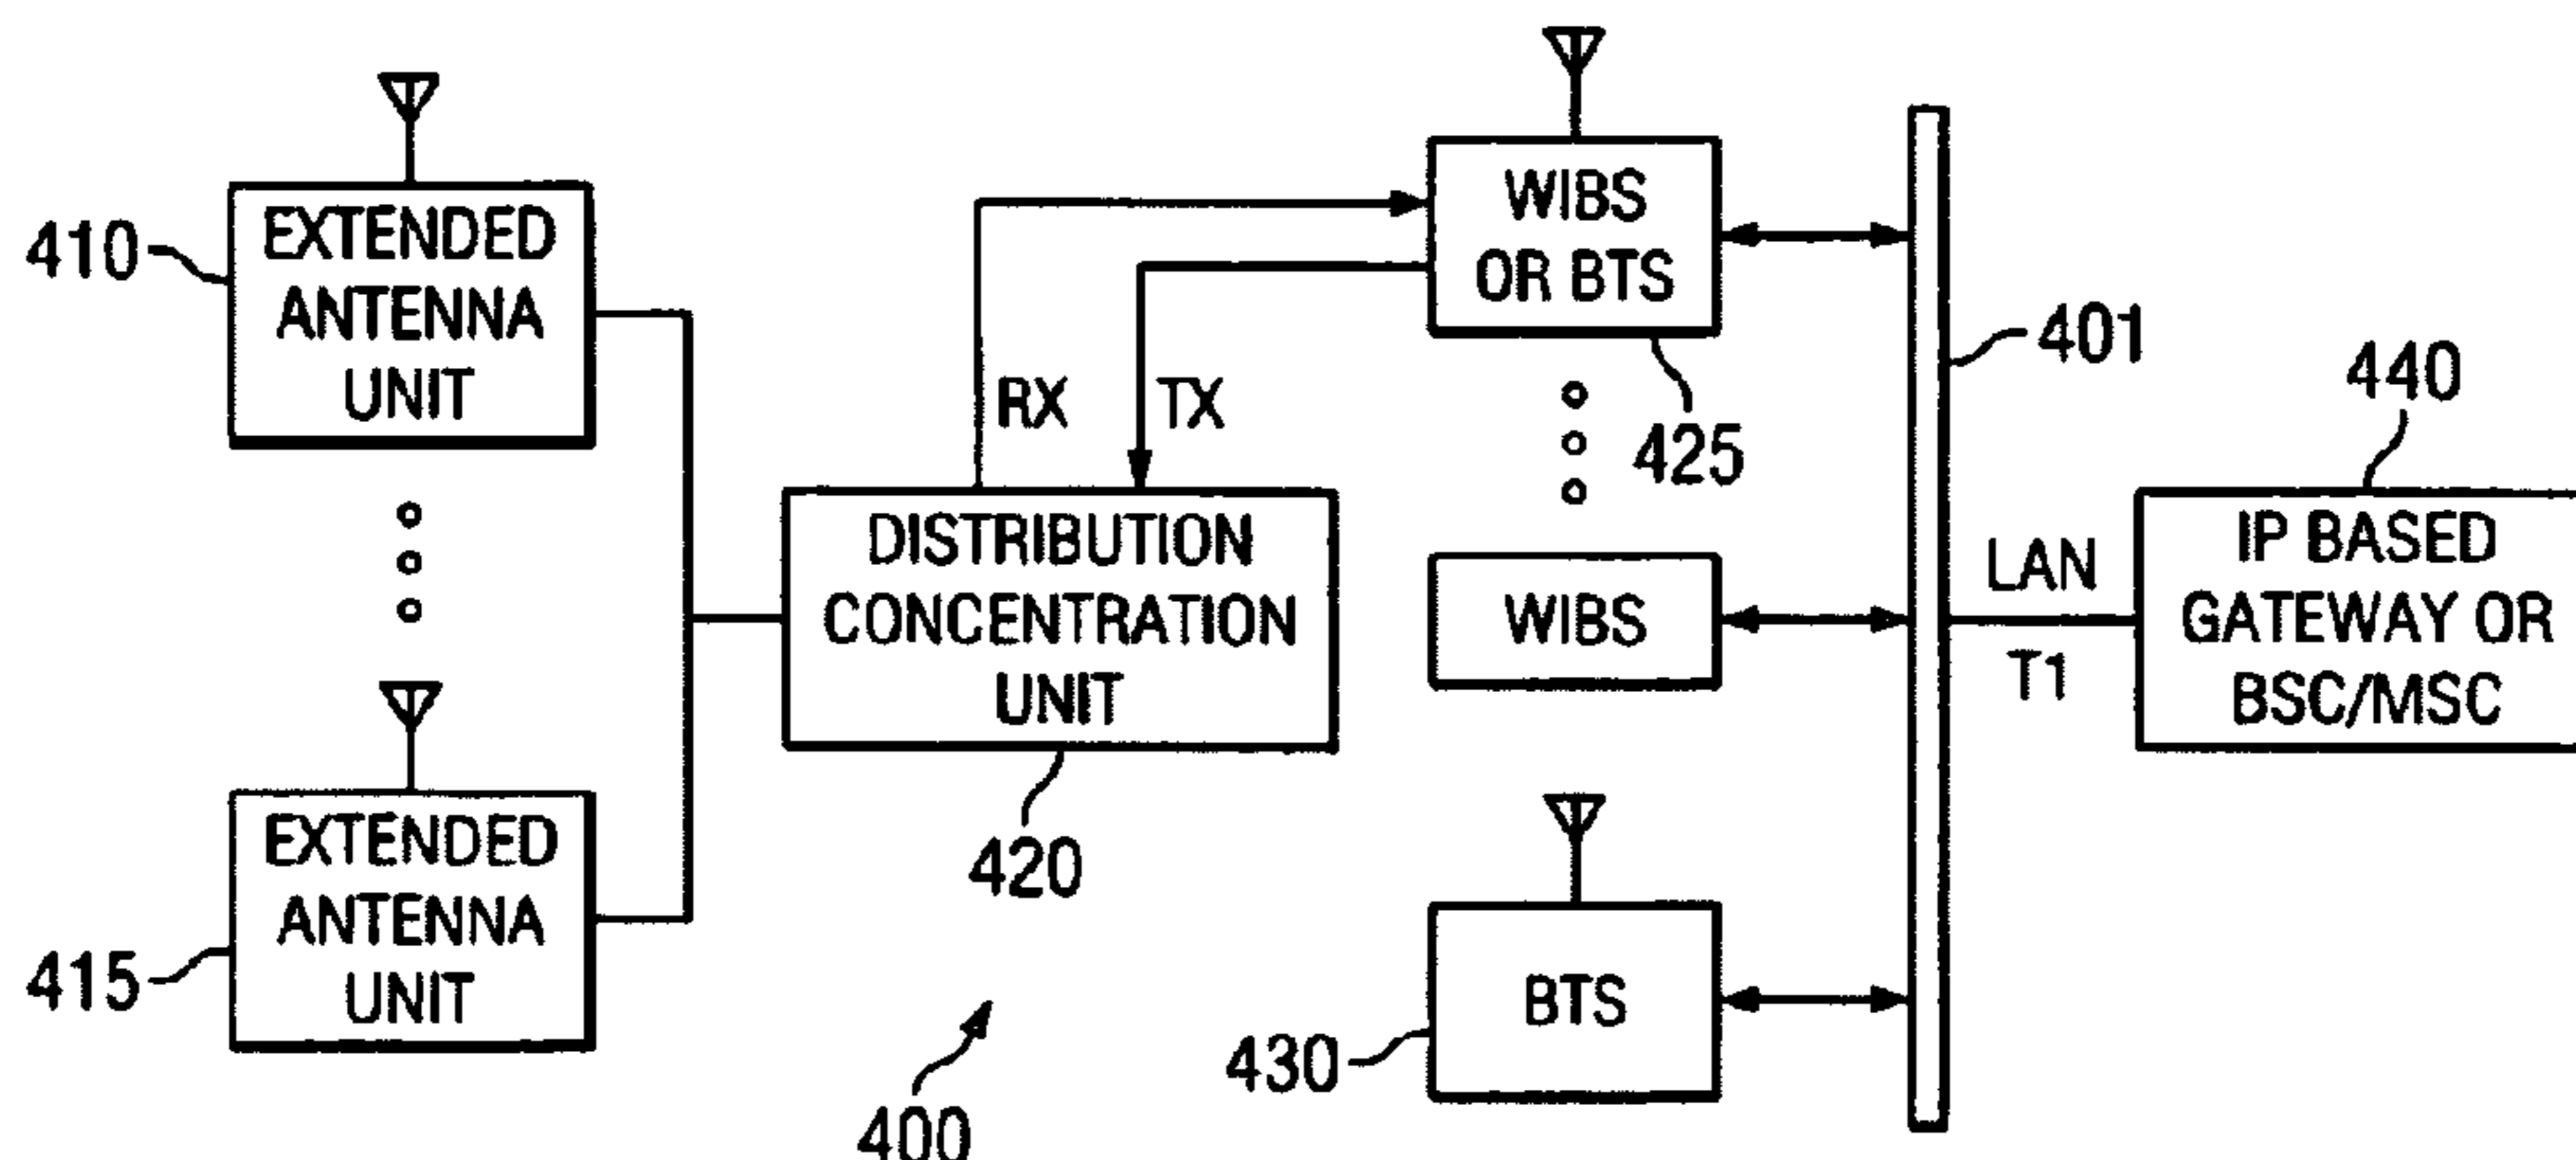 410
EXTENDED
ANTENNA
UNIT
EXTENDED
ANTENNA
UNIT
415
RX
TX
DISTRIBUTION
CONCENTRATION
UNIT
420
400
WIBS
OR BTS
425
WIBS
BTS
430
401
LAN
T1
440
IP BASED
GATEWAY OR
BSC/MSC